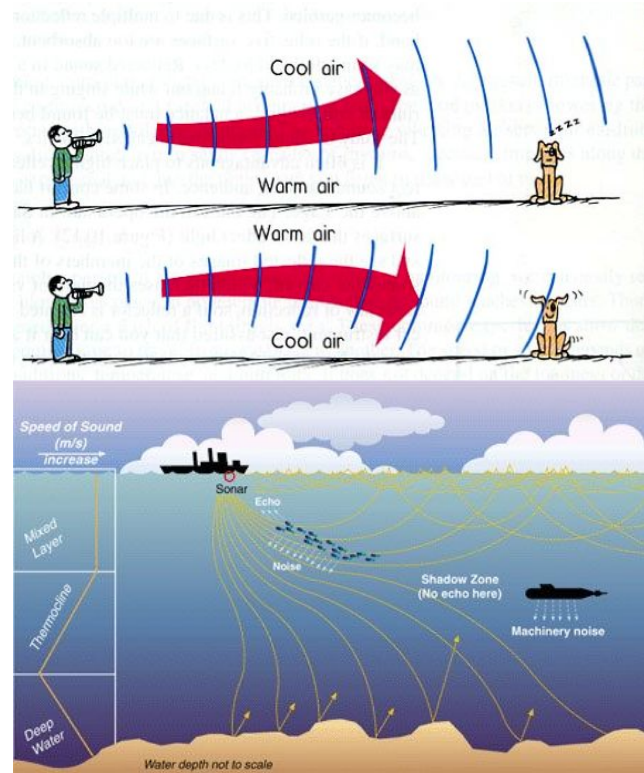 Cool air
zzzz
Warm air
Warm air
Cool air
Speed of Sound
(m/s)
increase
Sonar
Echo
Mixed
Layer
Noise
Shadow Zone
(No echo here)
Thermocline
Machinery noise
Deep
Water
Water depth not to scale